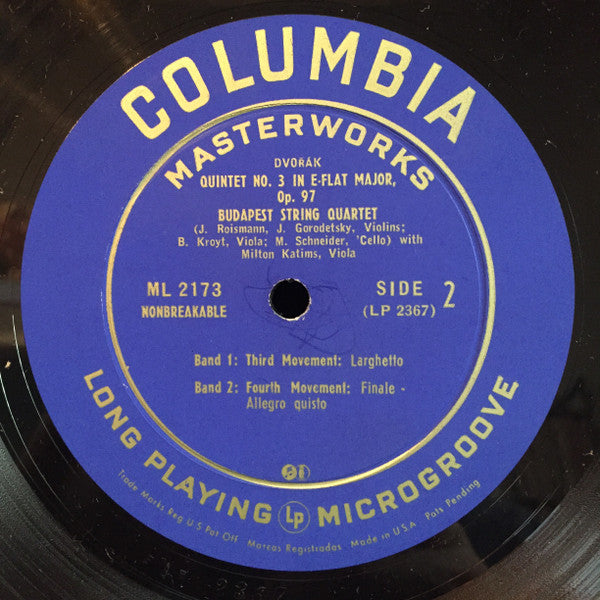 COLUMBIA
MASTERWORKS
DVOŘÁK
QUINTET NO. 3 IN E-FLAT MAJOR,
Op. 97
BUDAPEST STRING QUARTET
(J. Roismann, J. Gorodetsky, Violins;
B. Kroyt, Viola; M. Schneider, 'Cello) with
Milton Katims, Viola
ML 2173
NONBREAKABLE
SIDE 2
(LP 2367)
Band 1: Third Movement: Larghetto
Band 2: Fourth Movement: Finale -
Allegro quisto
LONG PLAYING Lp MICROGROOVE
Trade Marks Reg U S Pat Off Marcas Registradas Made in U.S.A Pats Pending